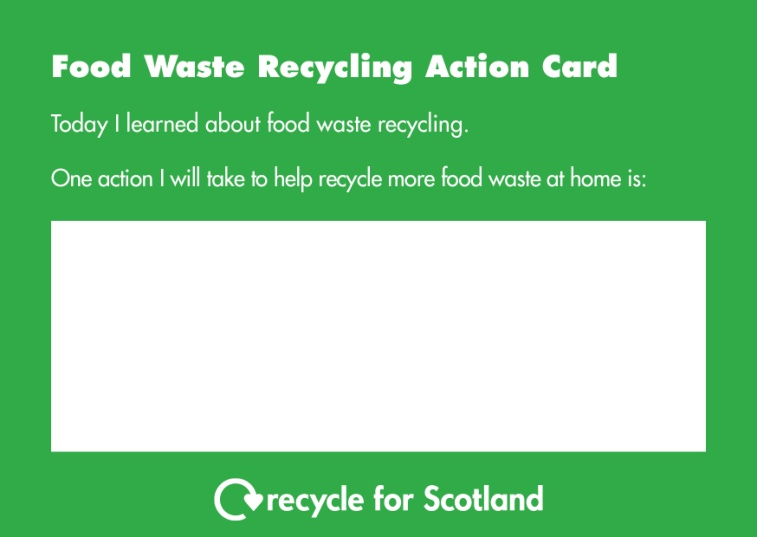 Food Waste Recycling Action Card
Today I learned about food waste recycling.
One action I will take to help recycle more food waste at home is:
recycle for Scotland